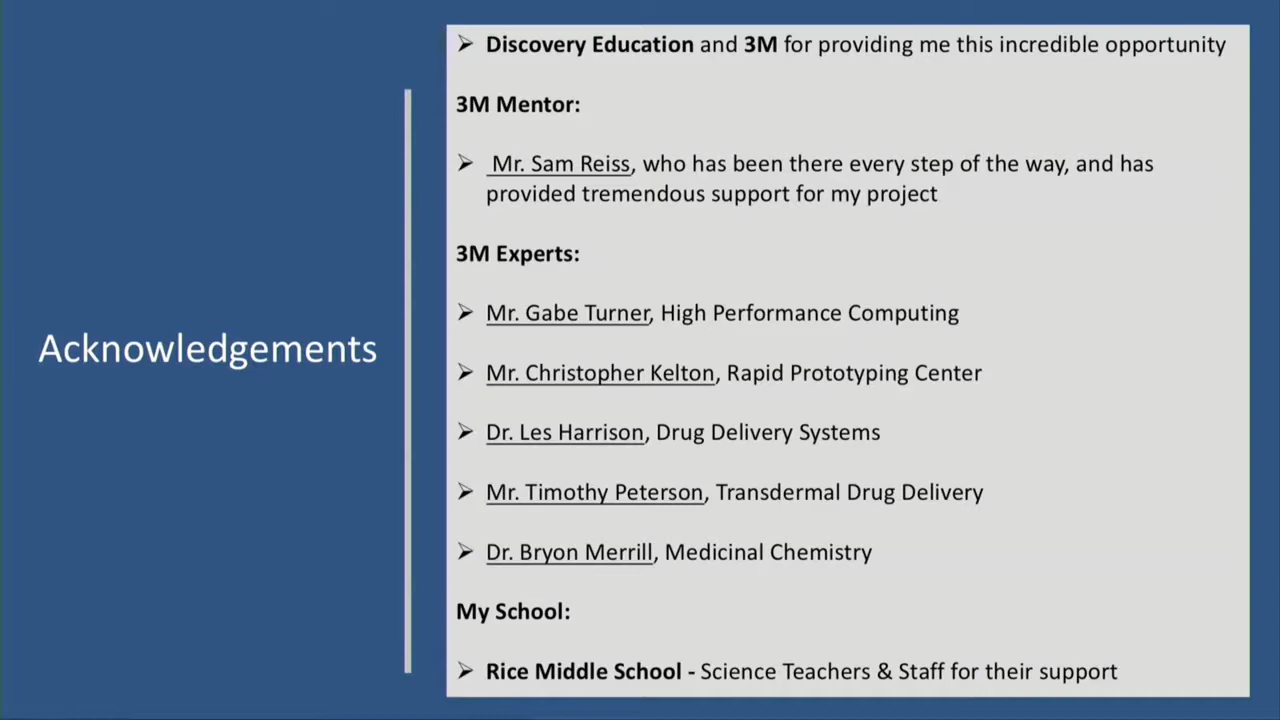 Acknowledgements
➢ Discovery Education and 3M for providing me this incredible opportunity
3M Mentor:
➢ Mr. Sam Reiss, who has been there every step of the way, and has
provided tremendous support for my project
3M Experts:
➢ Mr. Gabe Turner, High Performance Computing
➢ Mr. Christopher Kelton, Rapid Prototyping Center
➢ Dr. Les Harrison, Drug Delivery Systems
➢ Mr. Timothy Peterson, Transdermal Drug Delivery
➢ Dr. Bryon Merrill, Medicinal Chemistry
My School:
➢ Rice Middle School - Science Teachers & Staff for their support